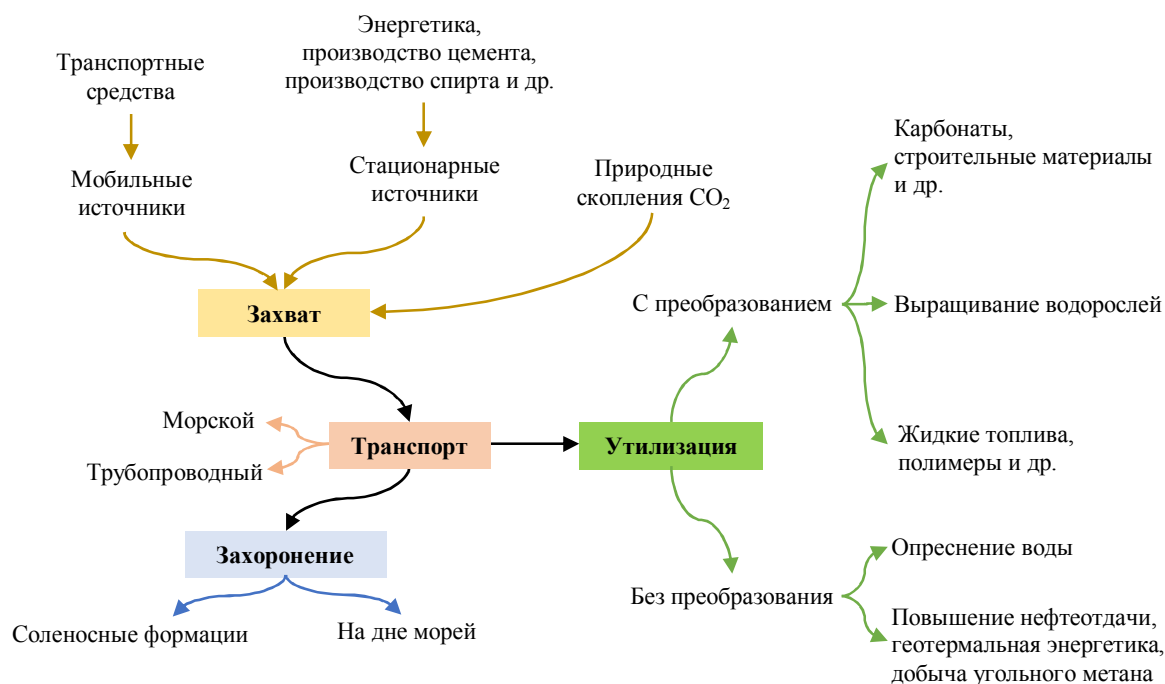 Энергетика,
производство цемента,
производство спирта и др.
Транспортные
средства
Карбонаты,
строительные материалы
и др.
Мобильные
источники
Стационарные
источники
Природные
скопления CO₂
Захват
С преобразованием
Выращивание водорослей
Морской
Трубопроводный
Транспорт
Утилизация
Жидкие топлива,
полимеры и др.
Захоронение
Соленосные формации
На дне морей
Без преобразования
Опреснение воды
Повышение нефтеотдачи,
геотермальная энергетика,
добыча угольного метана